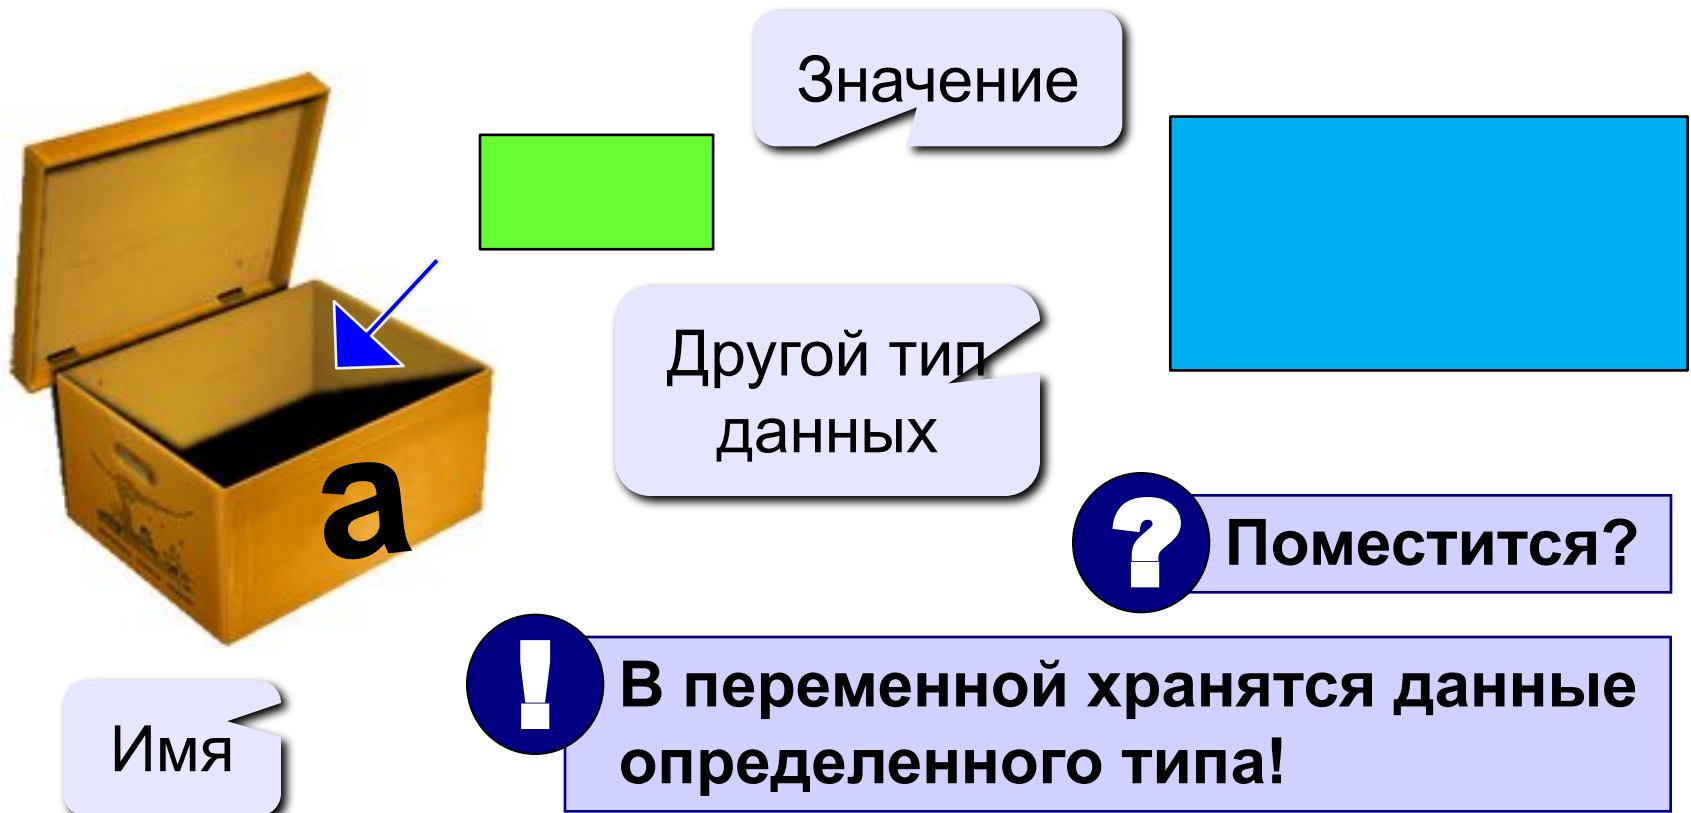 Значение
Другой тип
данных
a
?
Поместится?
!
В переменной хранятся данные
определенного типа!
Имя